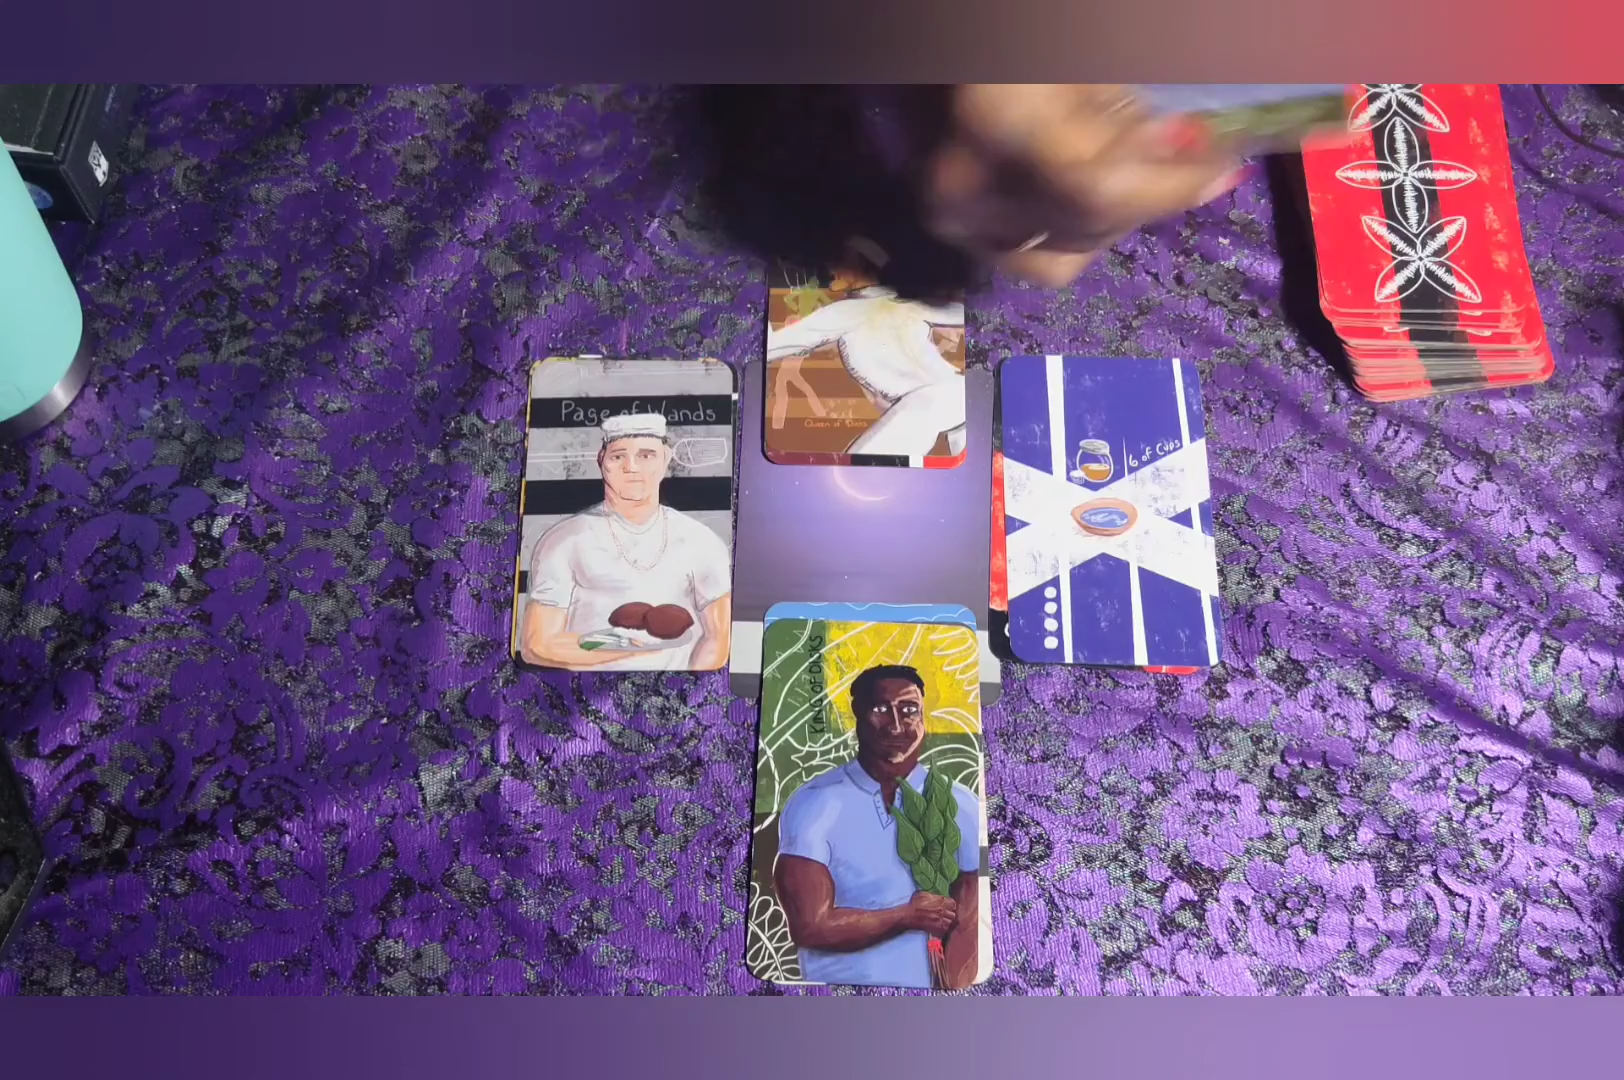 Page of Wands
6 of Cups
Queen of Disks
KING OF DISKS